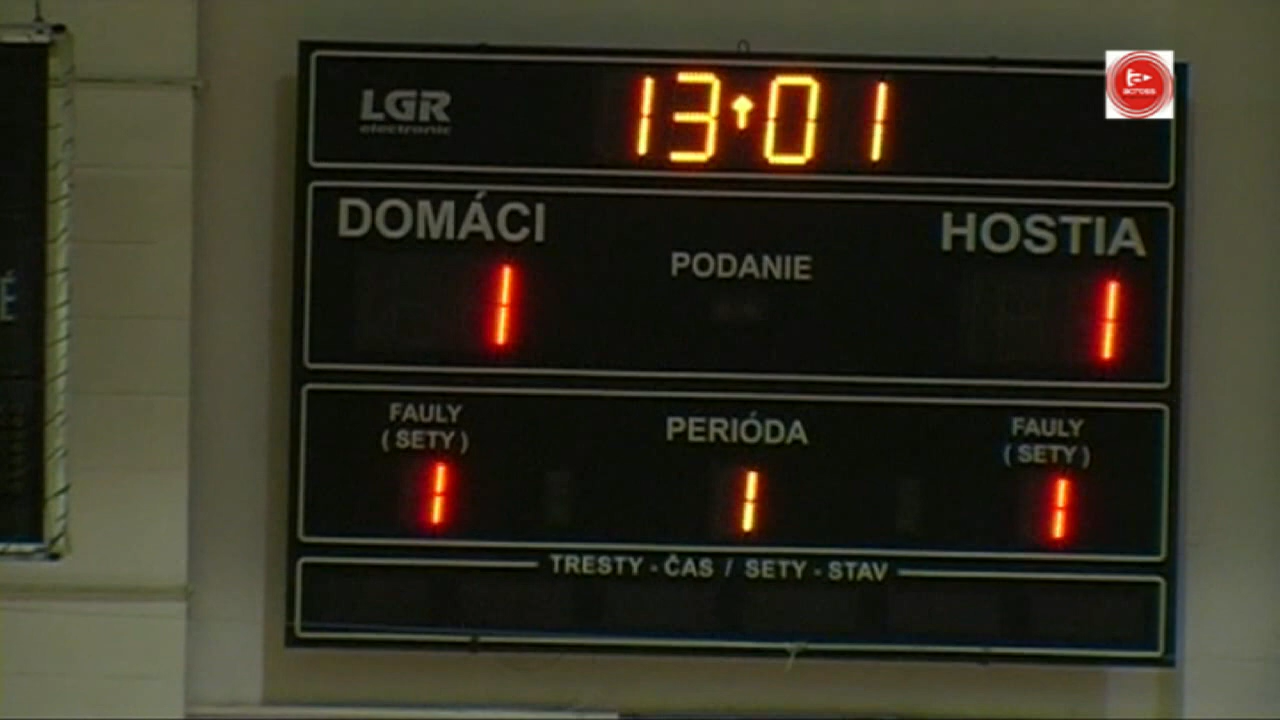 LGR
electronic
13:01
across
DOMÁCI
HOSTIA
PODANIE
1
1
FAULY
( SETY )
PERIÓDA
FAULY
( SETY )
1
1
1
TRESTY - ČAS / SETY - STAV
É